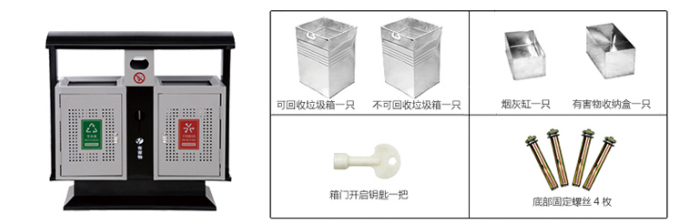 可回收垃圾箱一只
不可回收垃圾箱一只
烟灰缸一只
有害物收纳盒一只
箱门开启钥匙一把
底部固定螺丝4枚